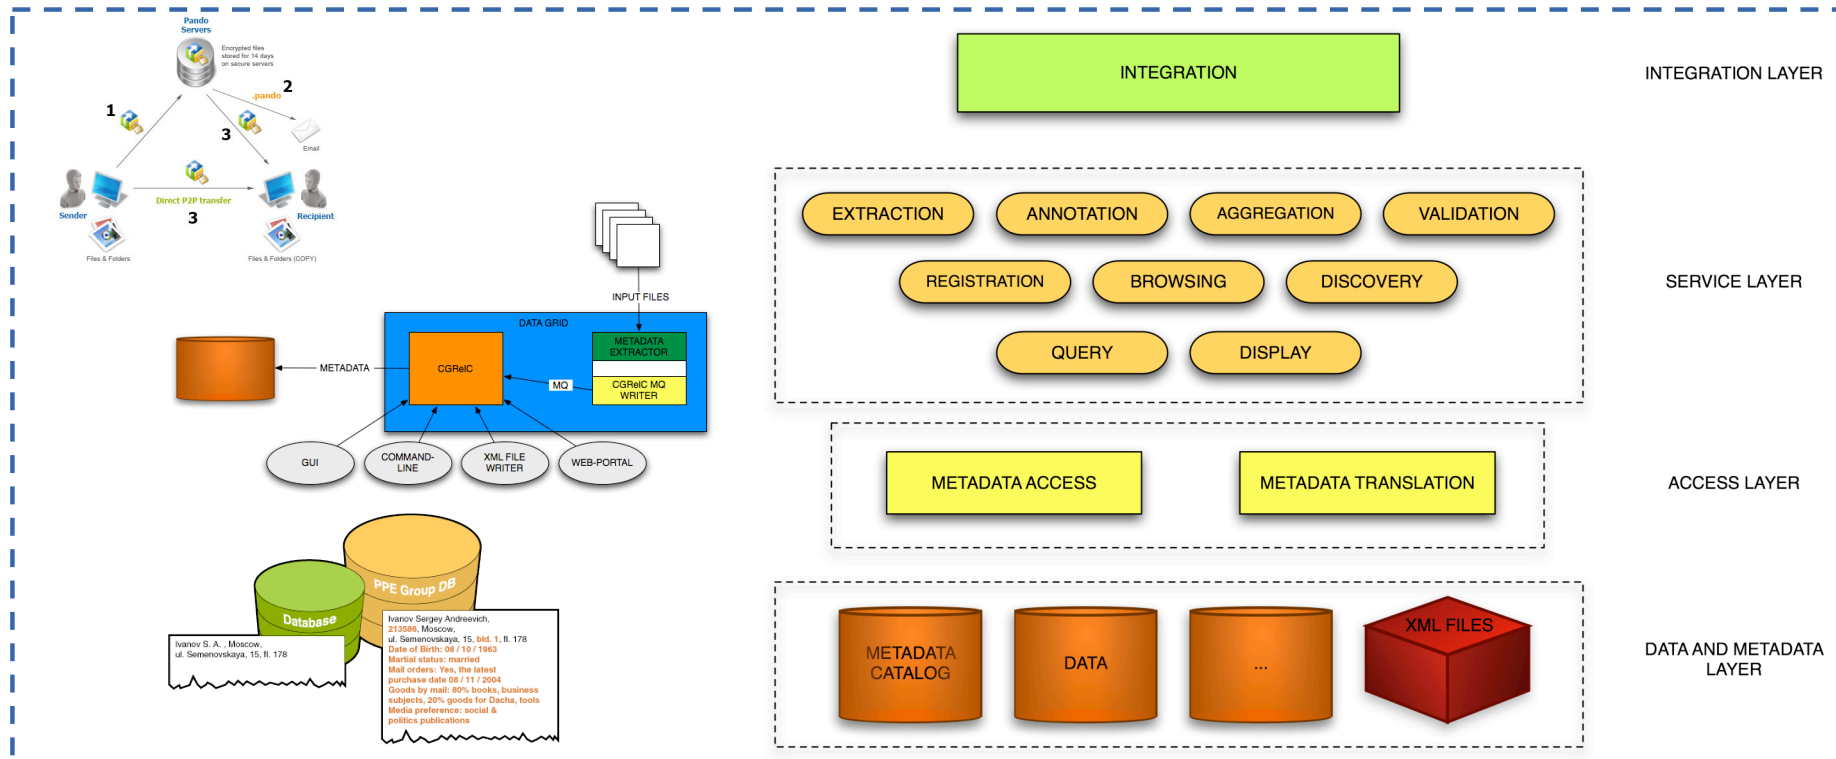 Pando
Servers
Encrypted files
stored for 14 days
on secure servers
2
.pando
1
3
Email
Direct P2P transfer
3
Sender
Recipient
Files & Folders
Files & Folders (COPY)
INPUT FILES
DATA GRID
METADATA
EXTRACTOR
CGRelC
METADATA
MQ
CGRelC MQ
WRITER
GUI
COMMAND-
LINE
XML FILE
WRITER
WEB-PORTAL
PPE Group DB
Database
Ivanov S. A. , Moscow,
ul. Semenovskaya, 15, fl. 178
Ivanov Sergey Andreevich,
213586, Moscow,
ul. Semenovskaya, 15, bld. 1, fl. 178
Date of Birth: 08 / 10 / 1963
Martial status: married
Mail orders: Yes, the latest
purchase date 08 / 11 / 2004
Goods by mail: 80% books, business
subjects, 20% goods for Dacha, tools
Media preference: social &
politics publications
INTEGRATION
INTEGRATION LAYER
EXTRACTION
ANNOTATION
AGGREGATION
VALIDATION
REGISTRATION
BROWSING
DISCOVERY
SERVICE LAYER
QUERY
DISPLAY
METADATA ACCESS
METADATA TRANSLATION
ACCESS LAYER
METADATA
CATALOG
DATA
...
XML FILES
DATA AND METADATA
LAYER